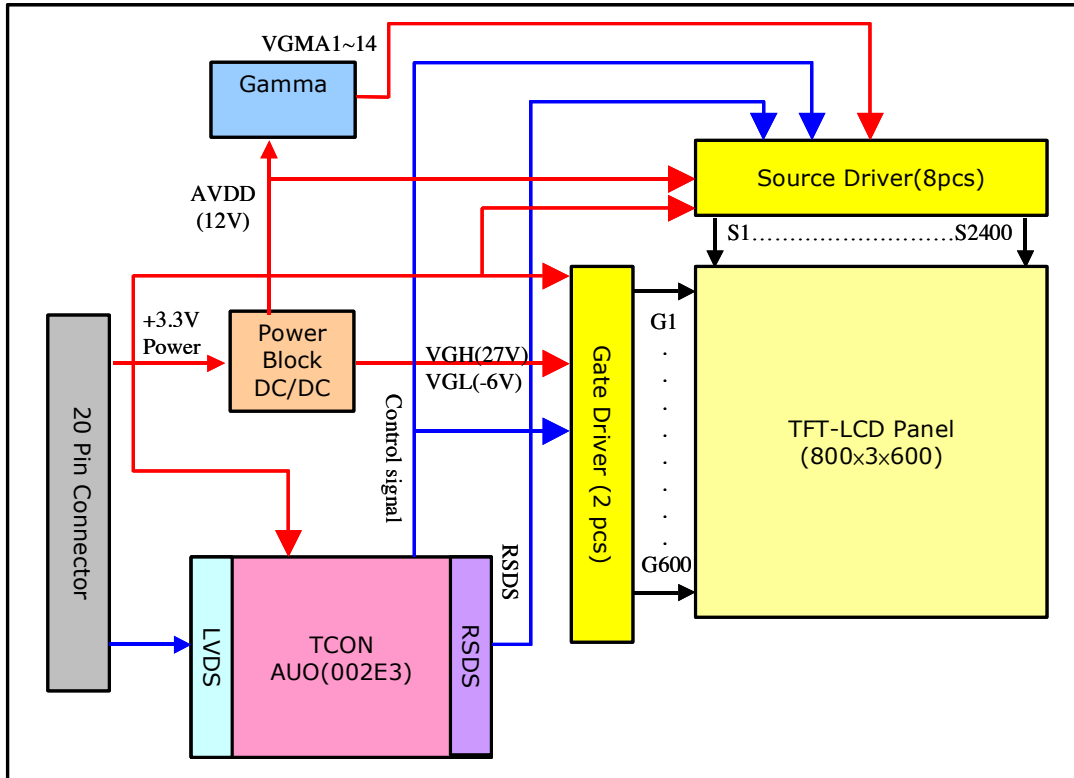 VGMA1~14
Gamma
AVDD
(12V)
Source Driver(8pcs)
S1..............................S2400
+3.3V
Power
Power
Block
DC/DC
VGH(27V)
VGL(-6V)
G1
.
.
.
.
.
.
.
.
.
G600
Gate Driver (2 pcs)
TFT-LCD Panel
(800x3x600)
20 Pin Connector
Control signal
RSDS
LVDS
TCON
AUO(002E3)
RSDS